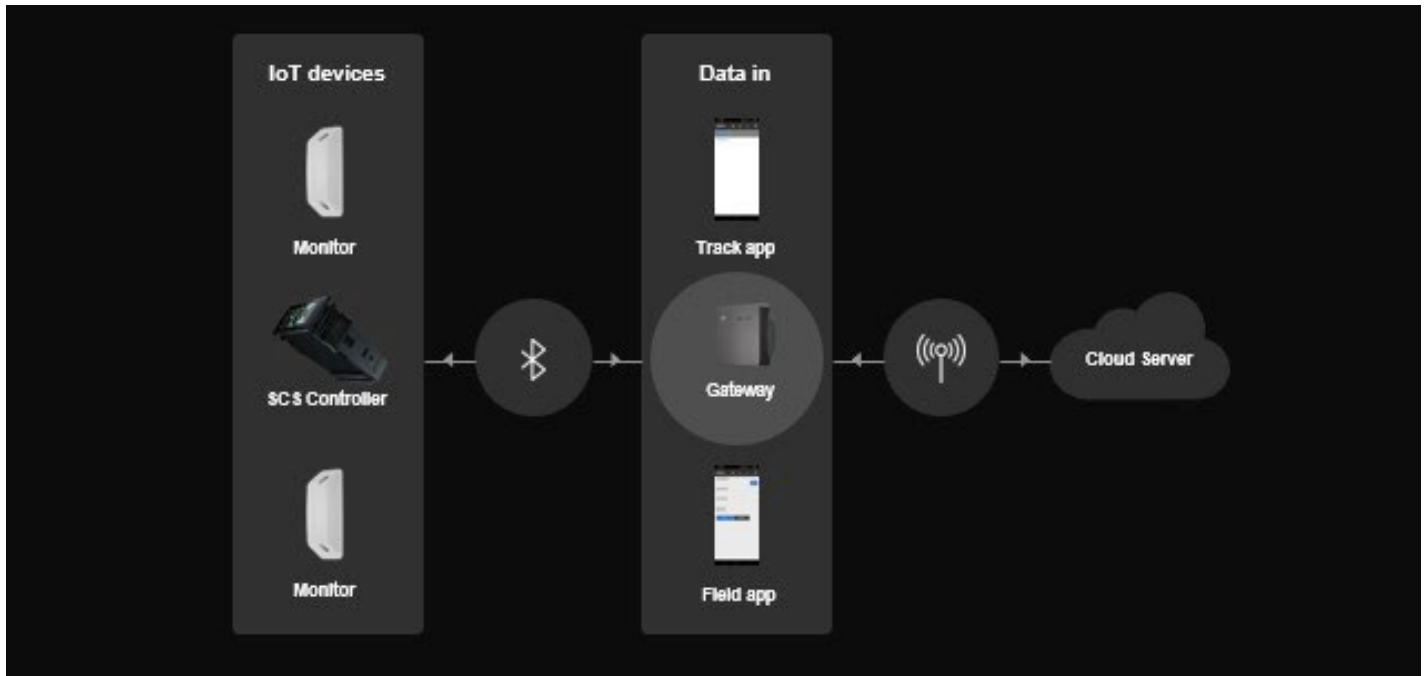 IoT devices
Monitor
SCS Controller
Monitor
Data in
Track app
Gateway
Field app
Cloud Server